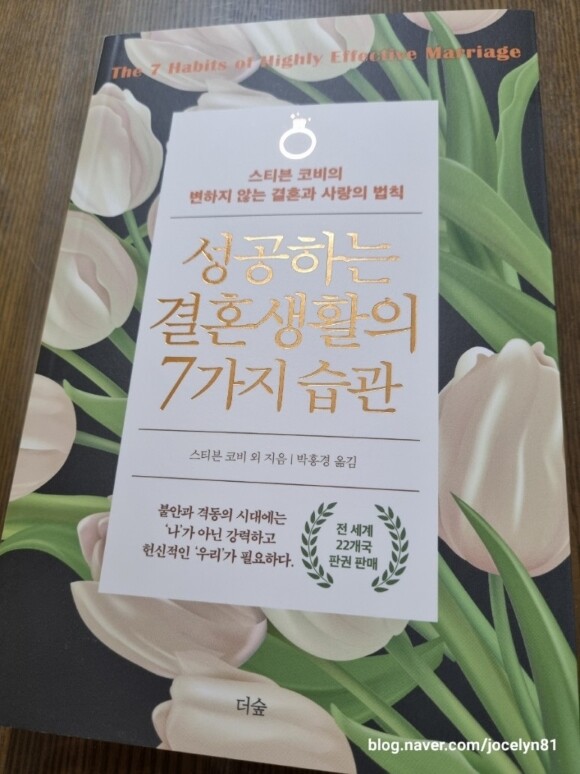 The 7 Habits of Highly Effective Marriage
스티븐 코비의
변하지 않는 결혼과 사랑의 법칙
성공하는
결혼생활의
7가지 습관
스티븐 코비 외 지음 | 박홍경 옮김
불안과 격동의 시대에는
'나'가 아닌 강력하고
헌신적인 '우리'가 필요하다.
전 세계
22개국
판권 판매
더숲
blog.naver.com/jocelyn81